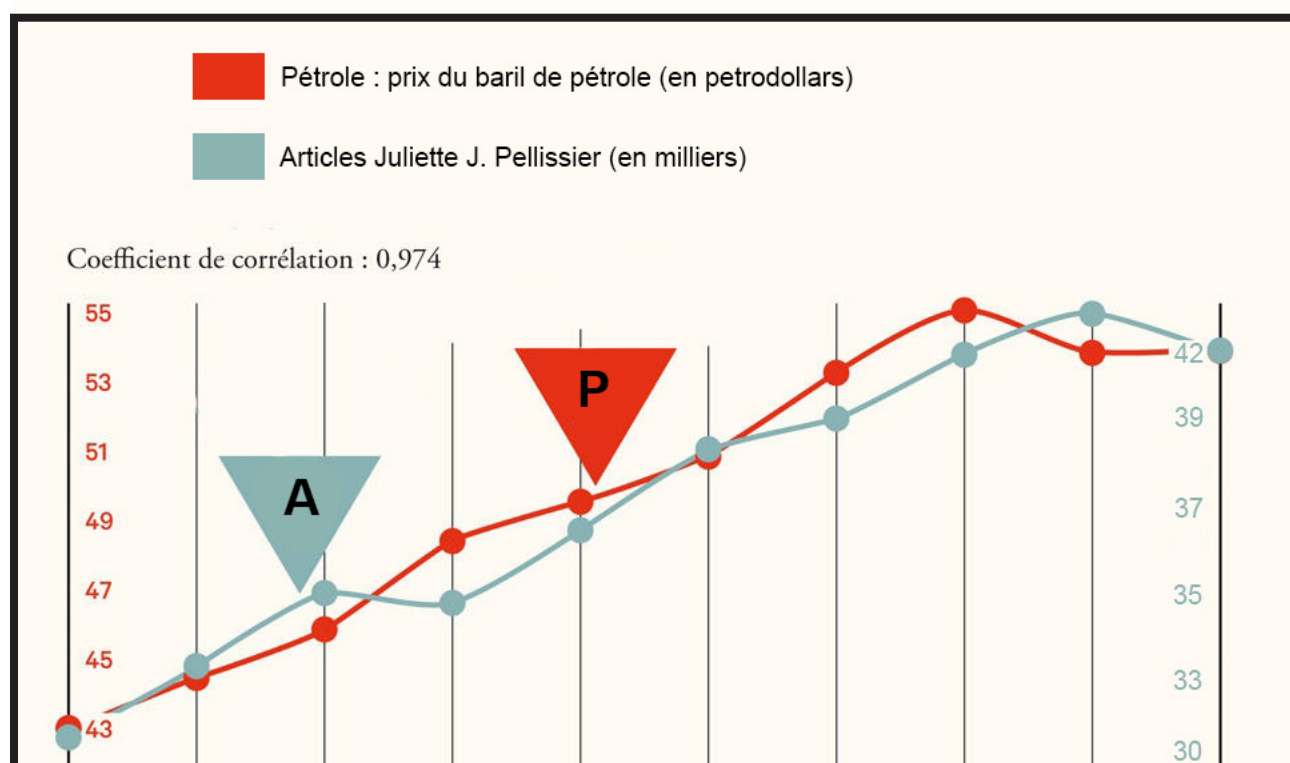 Pétrole : prix du baril de pétrole (en petrodollars)
Articles Juliette J. Pellissier (en milliers)
Coefficient de corrélation : 0,974
55
53
51
49
47
45
43
A
P
42
39
37
35
33
30